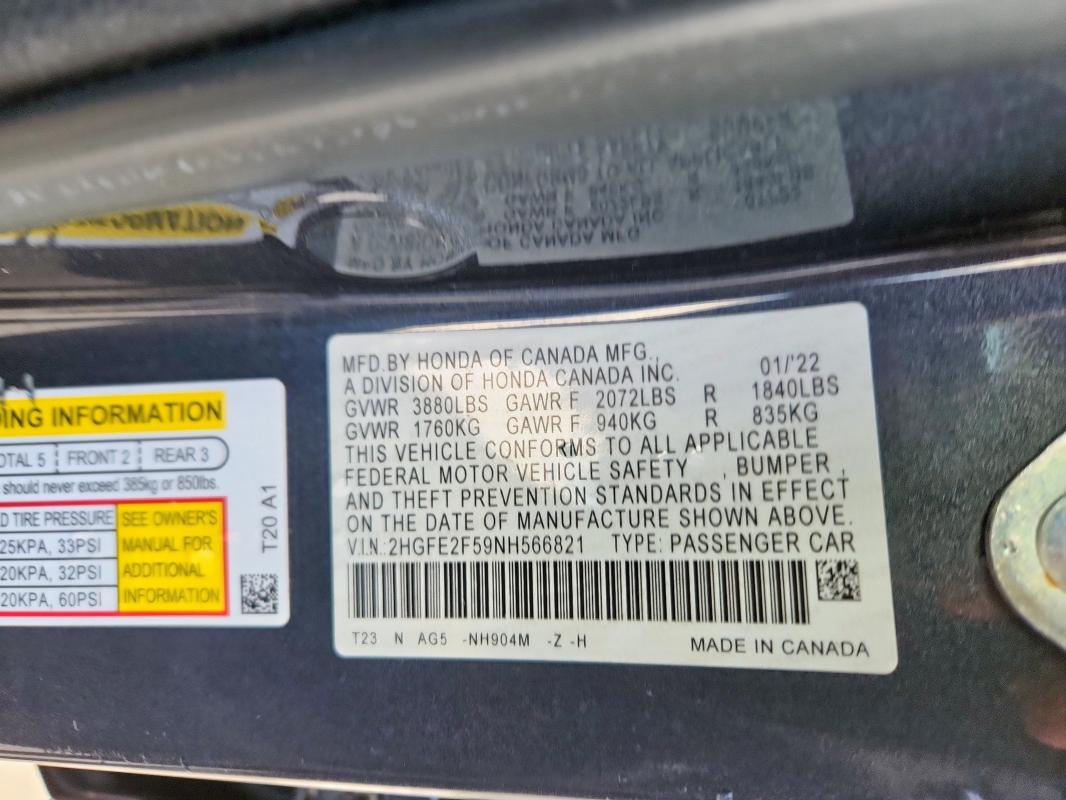 DING INFORMATION
OTAL 5 FRONT 2 REAR 3
should never exceed 385kg or 850lbs.
D TIRE PRESSURE SEE OWNER'S
25KPA, 33PSI MANUAL FOR
20KPA, 32PSI ADDITIONAL
20KPA, 60PSI INFORMATION
T20 A1
MFD.BY HONDA OF CANADA MFG.,
A DIVISION OF HONDA CANADA INC. 01/'22
GVWR 3880LBS GAWR F 2072LBS R 1840LBS
GVWR 1760KG GAWR F 940KG R 835KG
THIS VEHICLE CONFORMS TO ALL APPLICABLE
FEDERAL MOTOR VEHICLE SAFETY , BUMPER ,
AND THEFT PREVENTION STANDARDS IN EFFECT
ON THE DATE OF MANUFACTURE SHOWN ABOVE.
V.I.N.: 2HGFE2F59NH566821 TYPE: PASSENGER CAR
T23 N AG5 -NH904M -Z -H
MADE IN CANADA